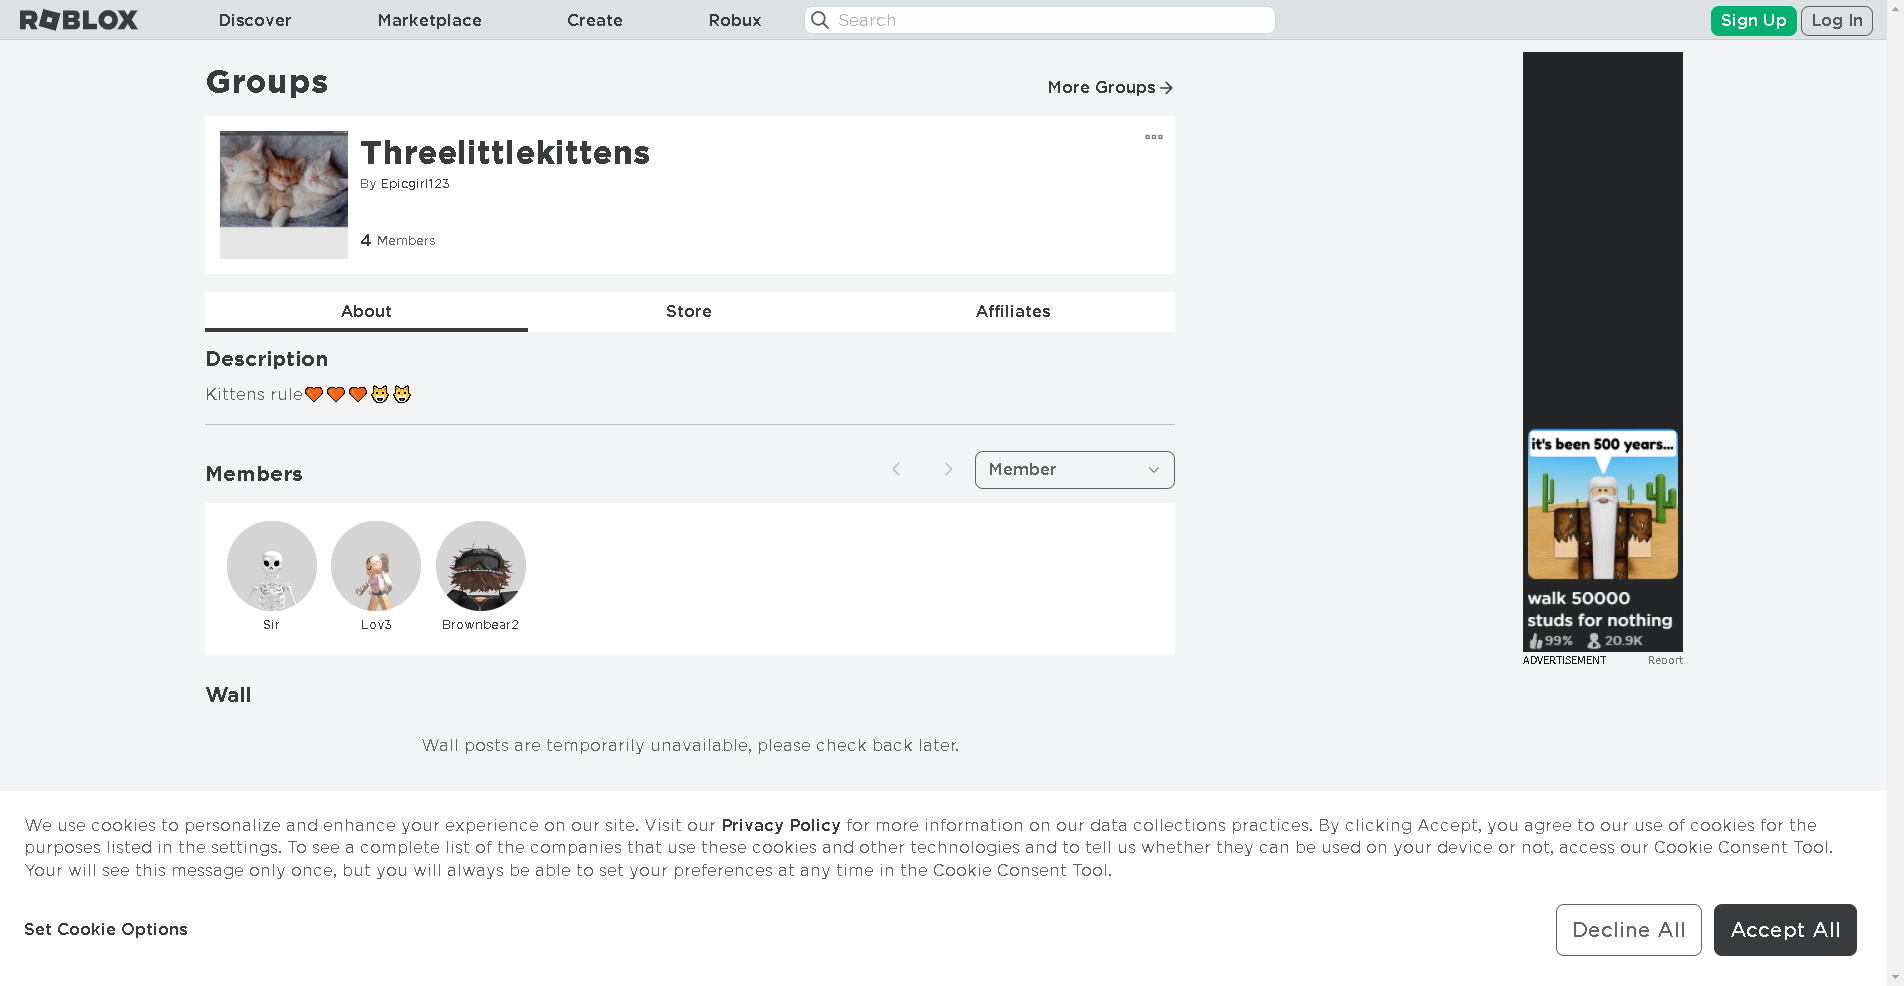 ROBLOX Discover Marketplace Create Robux Search Sign Up Log In
Groups
More Groups
Threelittlekittens
By Epicgirl123
4 Members
About Store Affiliates
Description
Kittens rule🧡🧡🧡😺😺
Members
Member
Sir Lov3 Brownbear2
Wall
Wall posts are temporarily unavailable, please check back later.
it's been 500 years...
walk 50000
studs for nothing
99% 20.9K
ADVERTISEMENT Report
We use cookies to personalize and enhance your experience on our site. Visit our Privacy Policy for more information on our data collections practices. By clicking Accept, you agree to our use of cookies for the
purposes listed in the settings. To see a complete list of the companies that use these cookies and other technologies and to tell us whether they can be used on your device or not, access our Cookie Consent Tool.
Your will see this message only once, but you will always be able to set your preferences at any time in the Cookie Consent Tool.
Set Cookie Options
Decline All
Accept All